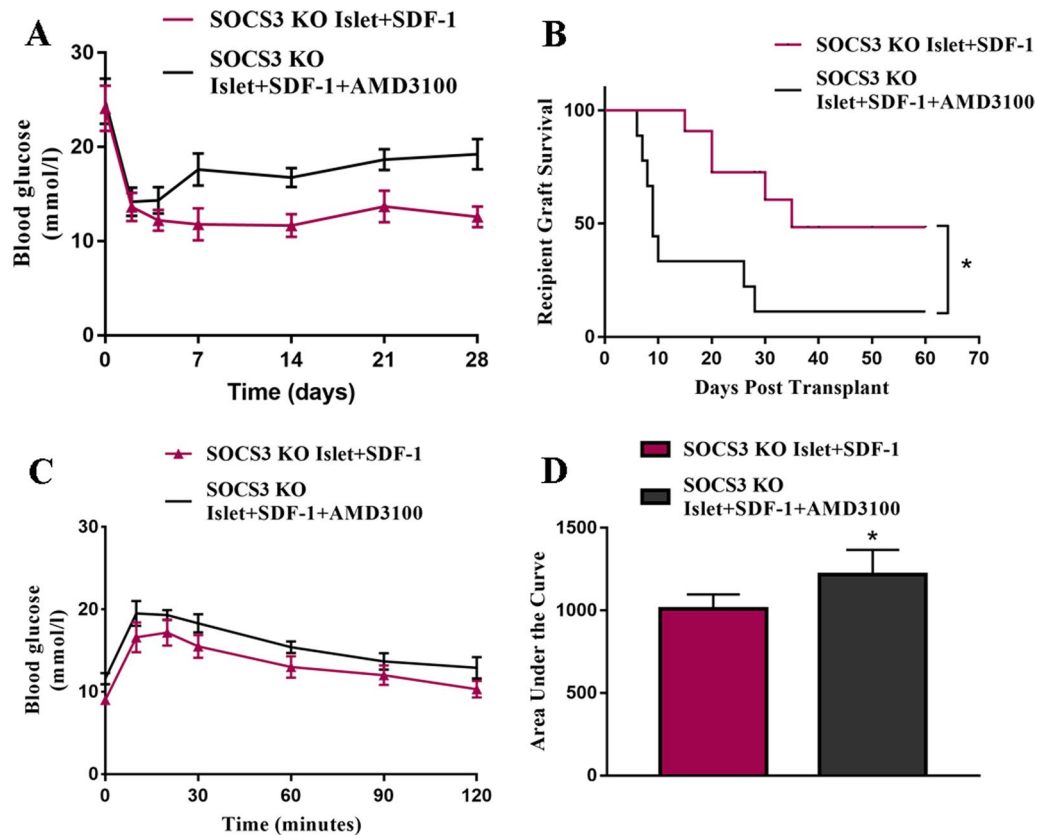 A
SOCS3 KO Islet+SDF-1
SOCS3 KO
Islet+SDF-1+AMD3100
30
20
10
0
Blood glucose
(mmol/l)
0 7 14 21 28
Time (days)
B
SOCS3 KO Islet+SDF-1
SOCS3 KO
Islet+SDF-1+AMD3100
100
50
0
Recipient Graft Survival
*
0 10 20 30 40 50 60 70
Days Post Transplant
C
SOCS3 KO Islet+SDF-1
SOCS3 KO
Islet+SDF-1+AMD3100
30
20
10
0
Blood glucose
(mmol/l)
0 30 60 90 120
Time (minutes)
D
SOCS3 KO Islet+SDF-1
SOCS3 KO
Islet+SDF-1+AMD3100
1500
1000
500
0
Area Under the Curve
*